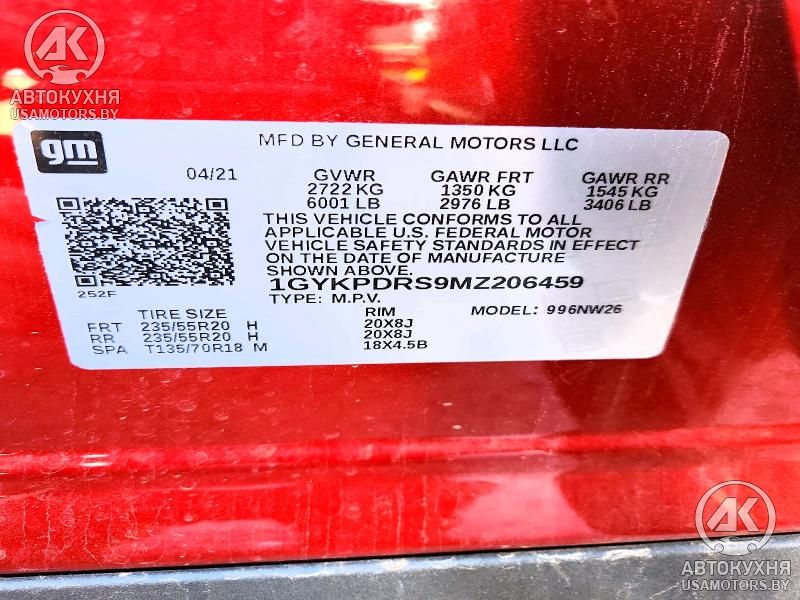 AK
АВТОКУХНЯ
USAMOTORS.BY
gm
MFD BY GENERAL MOTORS LLC
04/21 GVWR GAWR FRT GAWR RR
2722 KG 1350 KG 1545 KG
6001 LB 2976 LB 3406 LB
THIS VEHICLE CONFORMS TO ALL
APPLICABLE U.S. FEDERAL MOTOR
VEHICLE SAFETY STANDARDS IN EFFECT
ON THE DATE OF MANUFACTURE
SHOWN ABOVE.
1GYKPDRS9MZ206459
252F
TYPE: M.P.V. MODEL: 996NW26
TIRE SIZE RIM
FRT 235/55R20 H 20X8J
RR 235/55R20 H 20X8J
SPA T135/70R18 M 18X4.5B
AK
АВТОКУХНЯ
USAMOTORS.BY